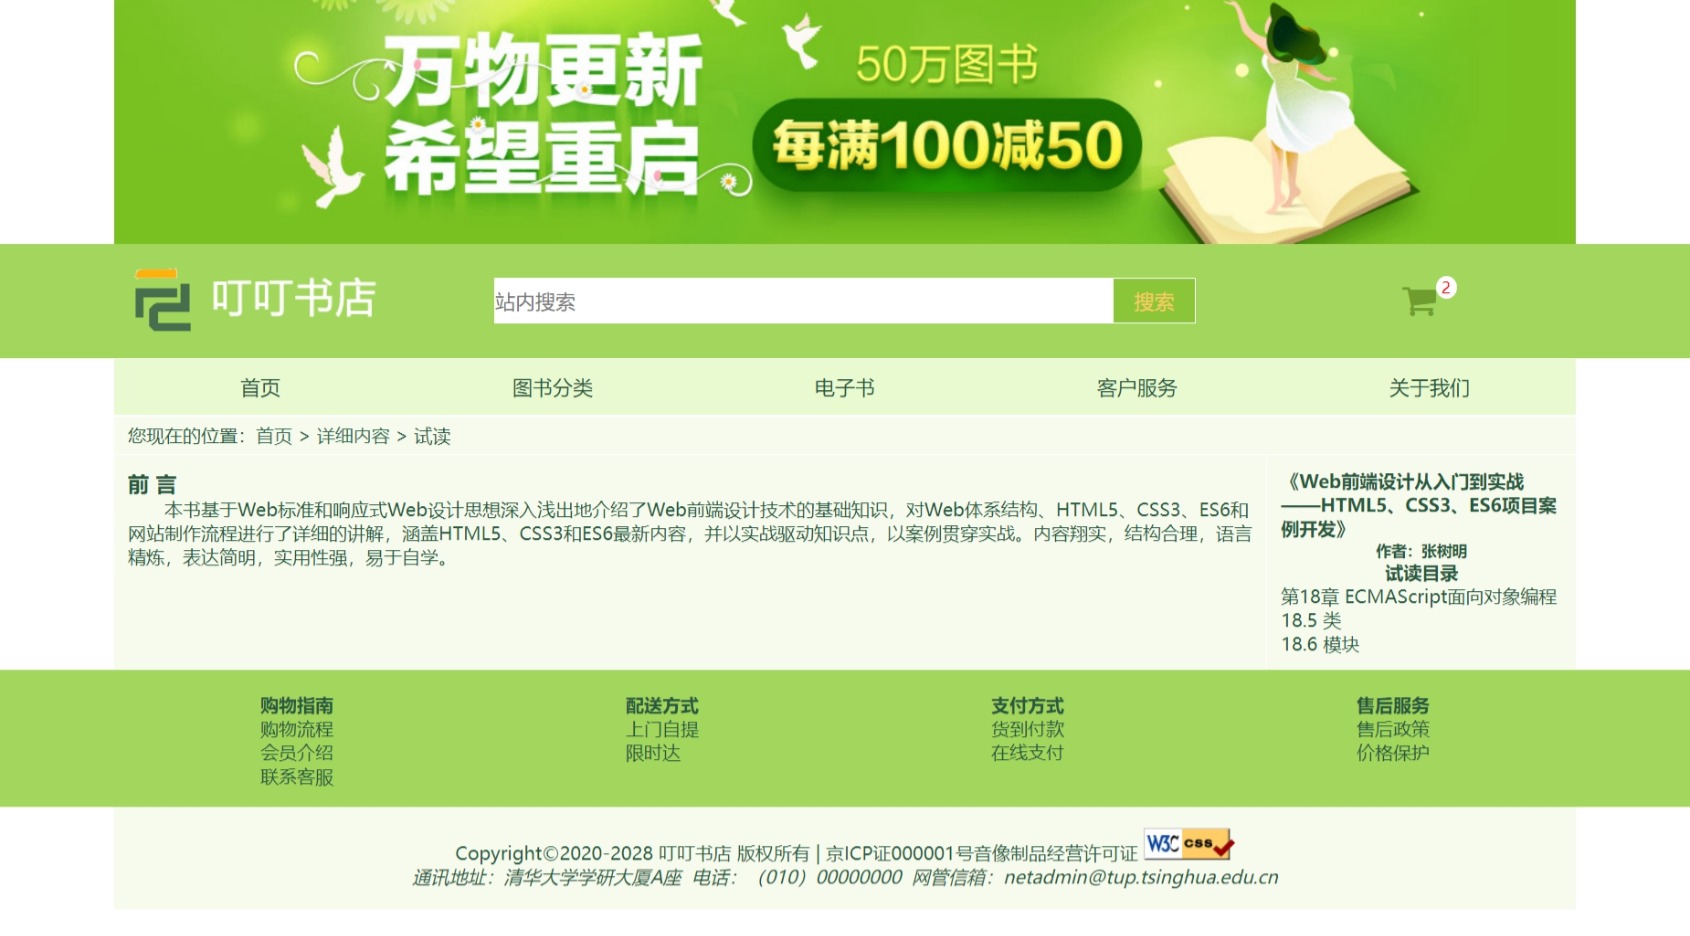 万物更新
希望重启
50万图书
每满100减50
叮叮书店
站内搜索
搜索
2
首页 图书分类 电子书 客户服务 关于我们
您现在的位置：首页 > 详细内容 > 试读
前 言
本书基于Web标准和响应式Web设计思想深入浅出地介绍了Web前端设计技术的基础知识，对Web体系结构、HTML5、CSS3、ES6和
网站制作流程进行了详细的讲解，涵盖HTML5、CSS3和ES6最新内容，并以实战驱动知识点，以案例贯穿实战。内容翔实，结构合理，语言
精炼，表达简明，实用性强，易于自学。
《Web前端设计从入门到实战
——HTML5、CSS3、ES6项目案
例开发》
作者：张树明
试读目录
第18章 ECMAScript面向对象编程
18.5 类
18.6 模块
购物指南
购物流程
会员介绍
联系客服
配送方式
上门自提
限时达
支付方式
货到付款
在线支付
售后服务
售后政策
价格保护
Copyright©2020-2028 叮叮书店 版权所有 | 京ICP证000001号音像制品经营许可证 W3C css
通讯地址：清华大学学研大厦A座 电话：（010）00000000 网管信箱：netadmin@tup.tsinghua.edu.cn